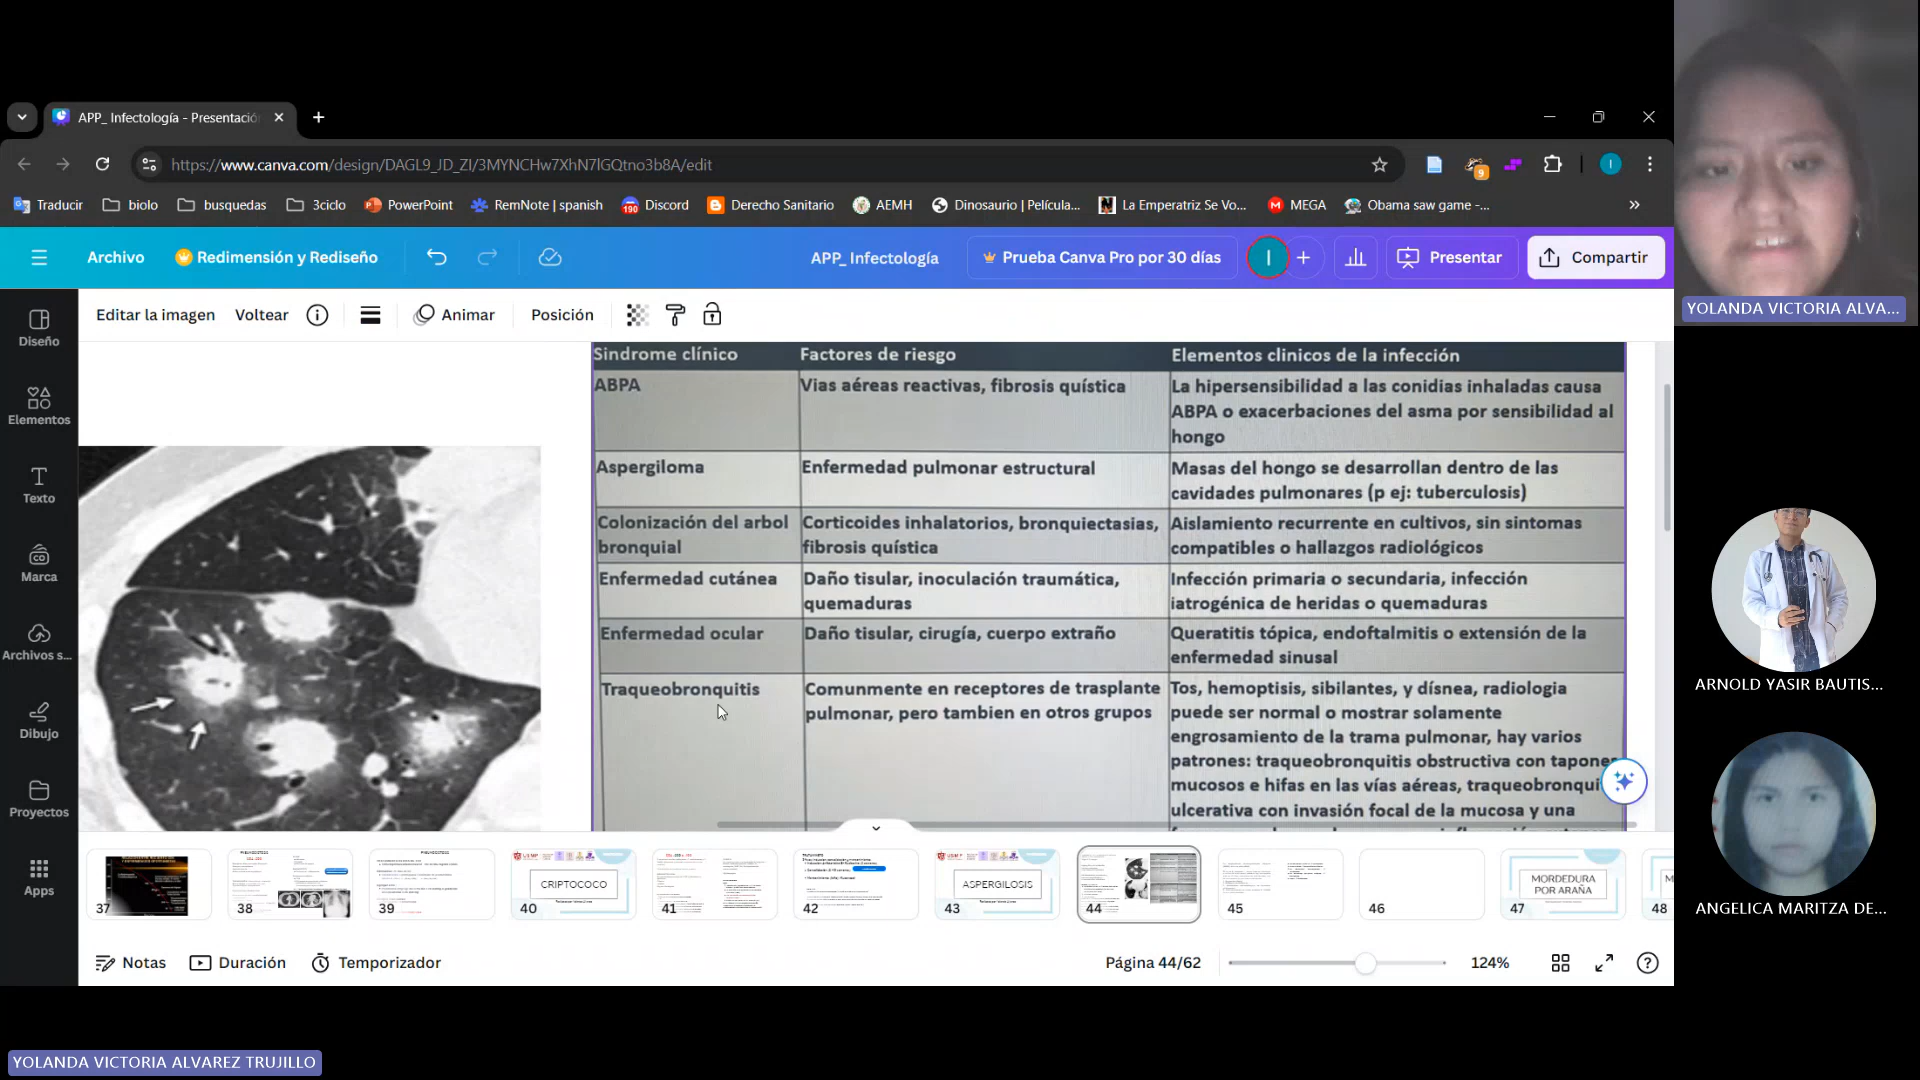 APP_ Infectología - Presentació
https://www.canva.com/design/DAGL9_JD_ZI/3MYNCHw7XhN7lGQtno3b8A/edit
9
I
Traducir
biolo
busquedas
3ciclo
PowerPoint
RemNote | spanish
190
Discord
Derecho Sanitario
AEMH
Dinosaurio | Película...
La Emperatriz Se Vo...
MEGA
Obama saw game -...
Archivo
Redimensión y Rediseño
APP_ Infectología
Prueba Canva Pro por 30 días
I
Presentar
Compartir
YOLANDA VICTORIA ALVA...
Diseño
Elementos
Texto
Marca
Archivos s...
Dibujo
Proyectos
Apps
Editar la imagen
Voltear
Animar
Posición
Sindrome clínico Factores de riesgo Elementos clinicos de la infección
ABPA
Vias aéreas reactivas, fibrosis quística
La hipersensibilidad a las conidias inhaladas causa
ABPA o exacerbaciones del asma por sensibilidad al
hongo
Aspergiloma
Enfermedad pulmonar estructural
Masas del hongo se desarrollan dentro de las
cavidades pulmonares (p ej: tuberculosis)
Colonización del arbol
bronquial
Corticoides inhalatorios, bronquiectasias,
fibrosis quística
Aislamiento recurrente en cultivos, sin sintomas
compatibles o hallazgos radiológicos
Enfermedad cutánea
Daño tisular, inoculación traumática,
quemaduras
Infección primaria o secundaria, infección
iatrogénica de heridas o quemaduras
Enfermedad ocular
Daño tisular, cirugía, cuerpo extraño
Queratitis tópica, endoftalmitis o extensión de la
enfermedad sinusal
Traqueobronquitis
Comunmente en receptores de trasplante
pulmonar, pero tambien en otros grupos
Tos, hemoptisis, sibilantes, y dísnea, radiologia
puede ser normal o mostrar solamente
engrosamiento de la trama pulmonar, hay varios
patrones: traqueobronquitis obstructiva con tapone
mucosos e hifas en las vías aéreas, traqueobronqui
ulcerativa con invasión focal de la mucosa y una
ARNOLD YASIR BAUTIS...
ANGELICA MARITZA DE...
37
38
39
CRIPTOCOCO
40
41
42
ASPERGILOSIS
43
44
45
46
MORDEDURA
POR ARAÑA
47
48
Notas
Duración
Temporizador
Página 44/62
124%
YOLANDA VICTORIA ALVAREZ TRUJILLO